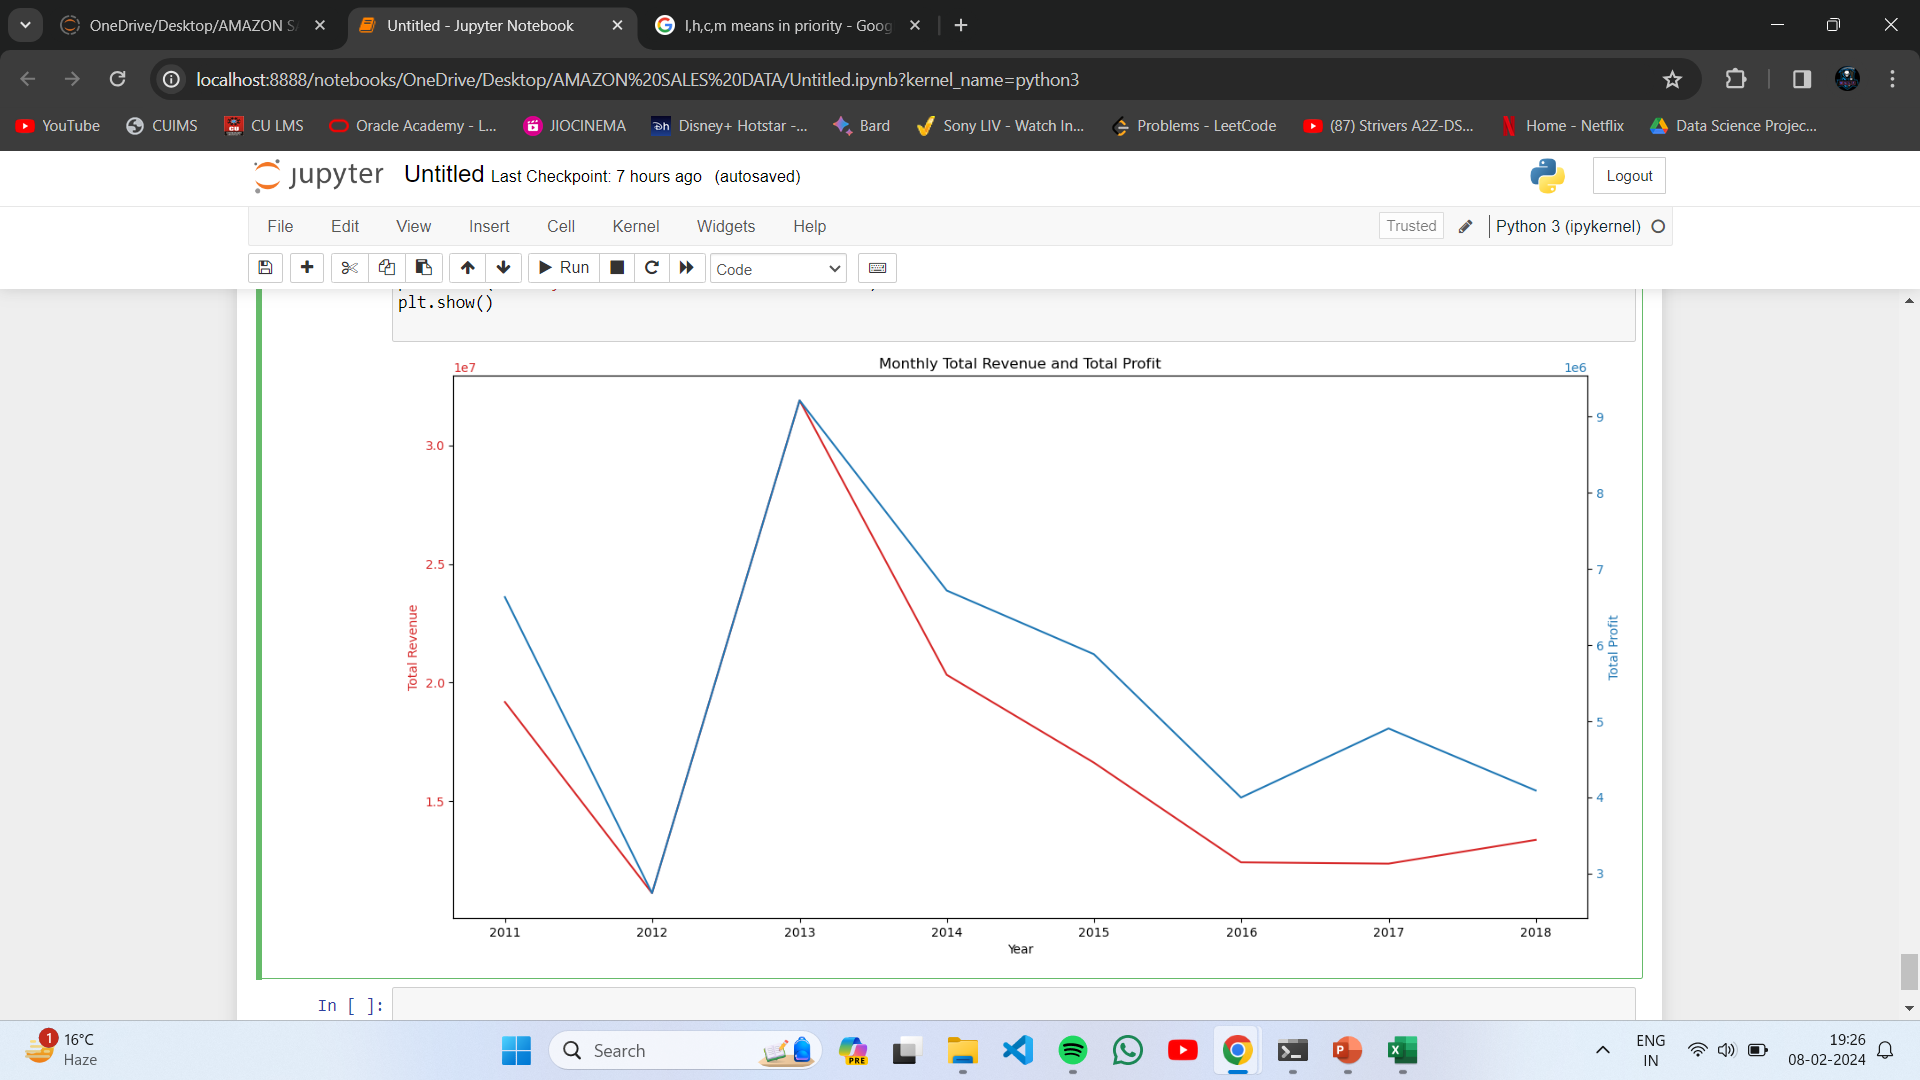 OneDrive/Desktop/AMAZON SA
Untitled - Jupyter Notebook
l,h,c,m means in priority - Goog
localhost:8888/notebooks/OneDrive/Desktop/AMAZON%20SALES%20DATA/Untitled.ipynb?kernel_name=python3
YouTube
CUIMS
CU LMS
Oracle Academy - L...
JIOCINEMA
Disney+ Hotstar -...
Bard
Sony LIV - Watch In...
Problems - LeetCode
(87) Strivers A2Z-DS...
Home - Netflix
Data Science Projec...
jupyter Untitled Last Checkpoint: 7 hours ago (autosaved)
Logout
File Edit View Insert Cell Kernel Widgets Help
Trusted
Python 3 (ipykernel)
Run
Code
plt.show()
Monthly Total Revenue and Total Profit
1e7
1e6
3.0
2.5
2.0
1.5
Total Revenue
9
8
7
6
5
4
3
Total Profit
2011 2012 2013 2014 2015 2016 2017 2018
Year
In [ ]:
1
16°C
Haze
Search
PRE
ENG
IN
19:26
08-02-2024